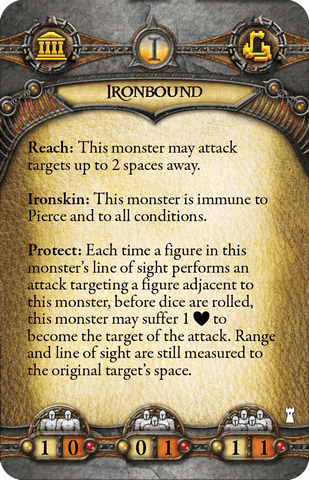 I
IRONBOUND
Reach: This monster may attack
targets up to 2 spaces away.
Ironskin: This monster is immune to
Pierce and to all conditions.
Protect: Each time a figure in this
monster's line of sight performs an
attack targeting a figure adjacent to
this monster, before dice are rolled,
this monster may suffer 1 ♥ to
become the target of the attack. Range
and line of sight are still measured to
the original target's space.
1 0 0 1 1 1